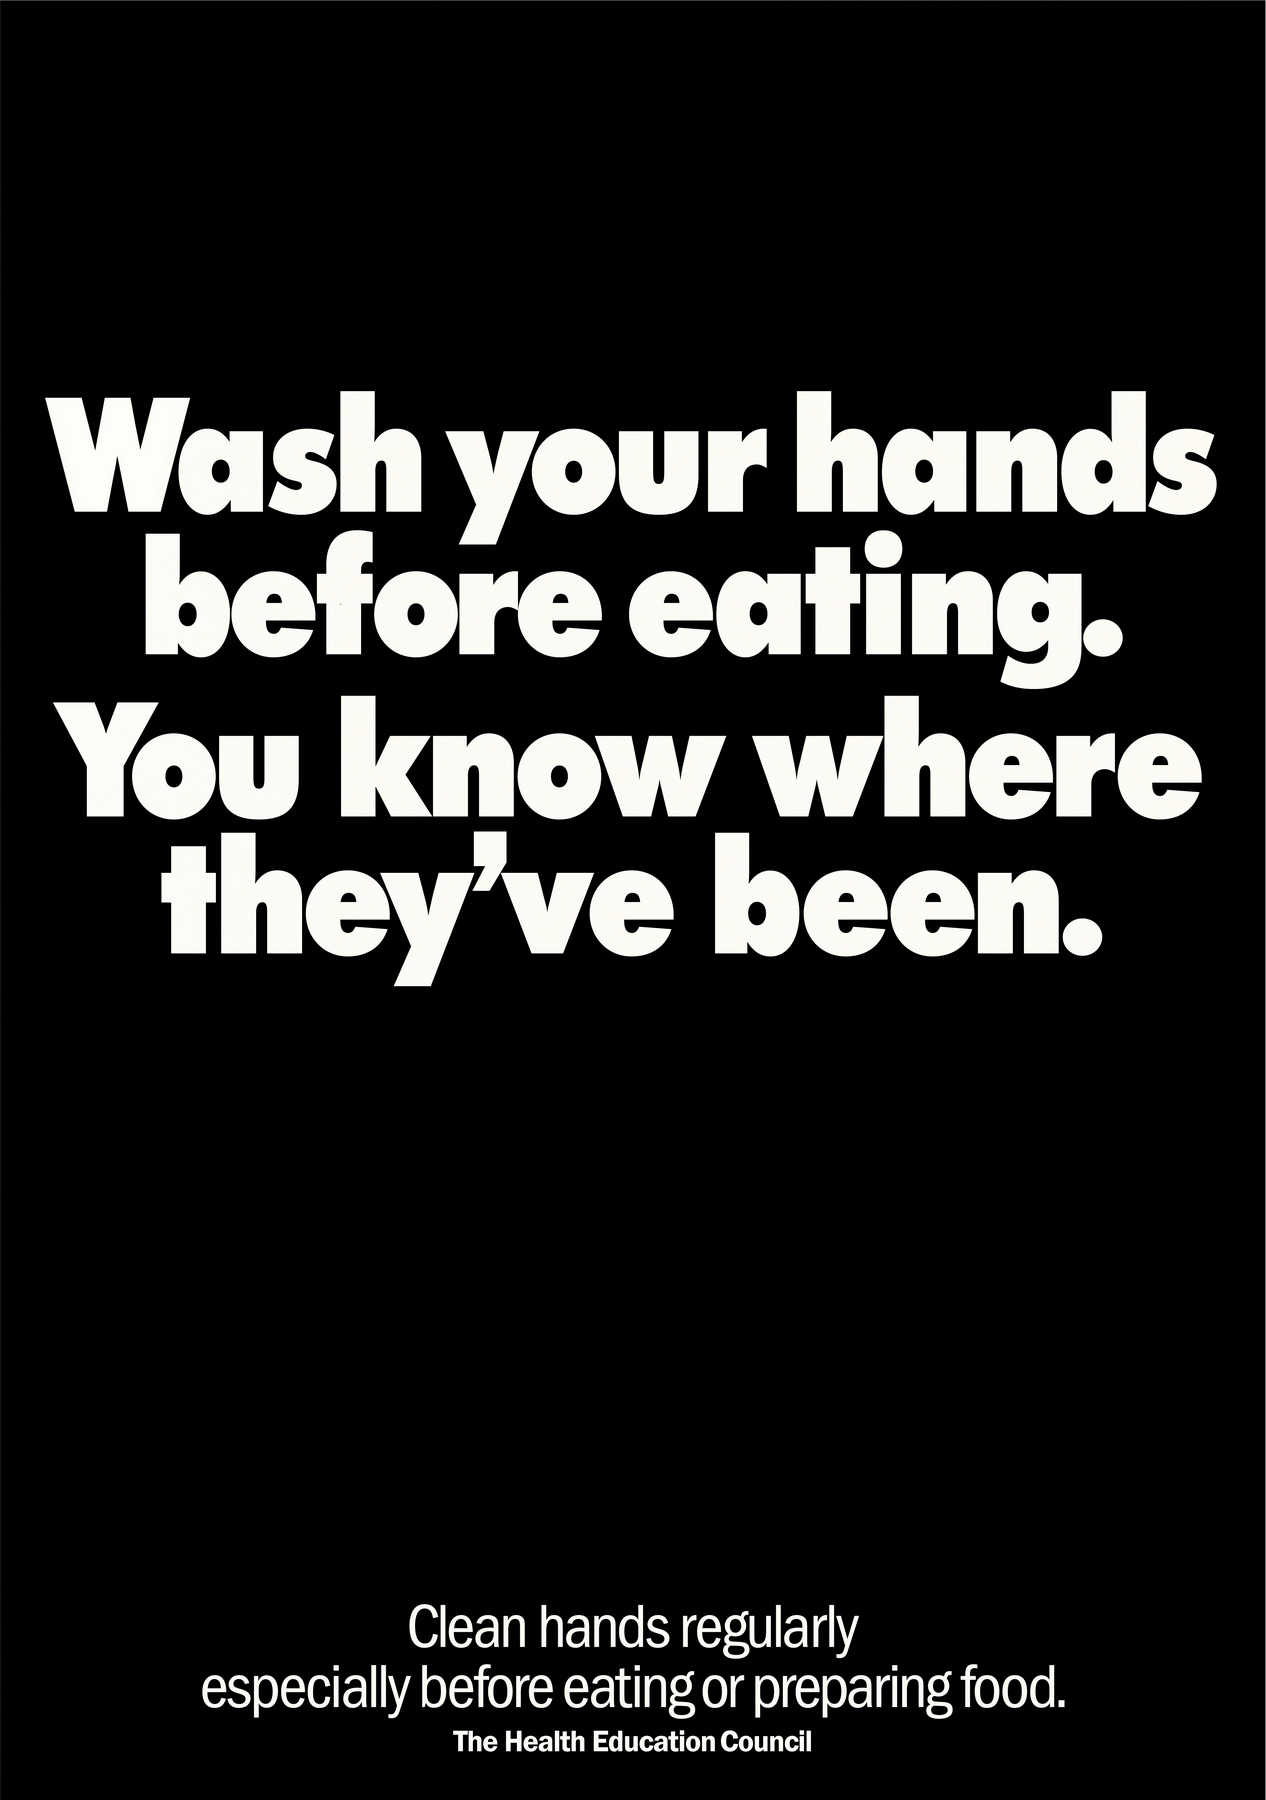 Wash your hands
before eating.
You know where
they’ve been.
Clean hands regularly
especially before eating or preparing food.
The Health Education Council